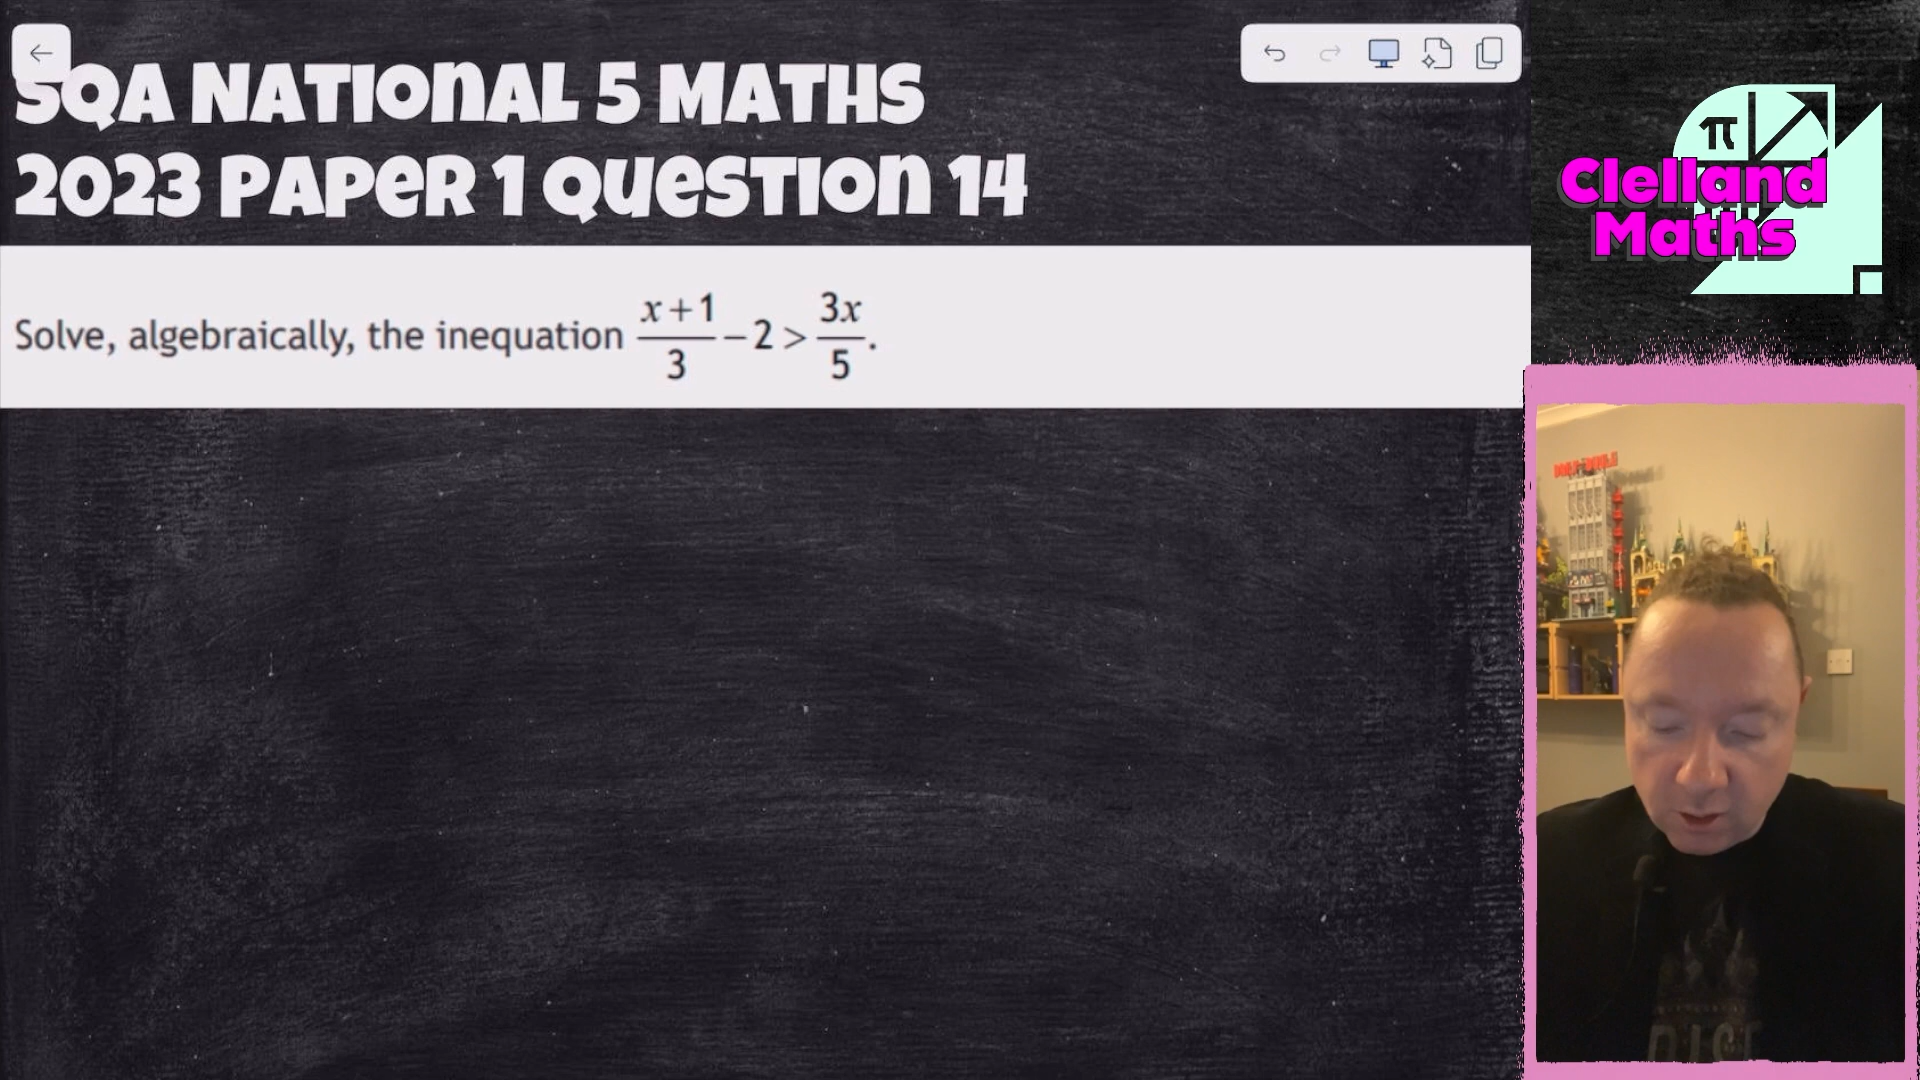 SQA National 5 Maths
2023 Paper 1 Question 14
Solve, algebraically, the inequation (x+1)/3 − 2 > 3x/5.
π
Clelland
Maths